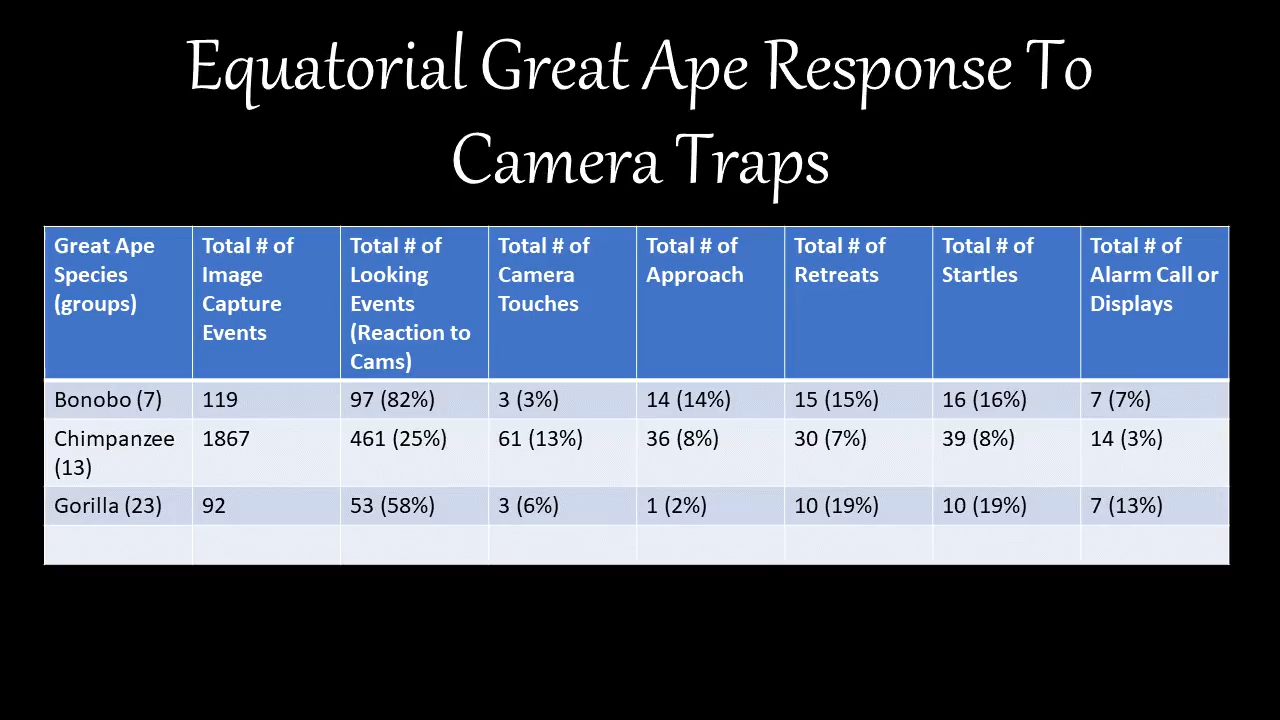 Equatorial Great Ape Response To
Camera Traps
Great Ape Species (groups) Total # of Image Capture Events Total # of Looking Events (Reaction to Cams) Total # of Camera Touches Total # of Approach Total # of Retreats Total # of Startles Total # of Alarm Call or Displays
Bonobo (7) 119 97 (82%) 3 (3%) 14 (14%) 15 (15%) 16 (16%) 7 (7%)
Chimpanzee (13) 1867 461 (25%) 61 (13%) 36 (8%) 30 (7%) 39 (8%) 14 (3%)
Gorilla (23) 92 53 (58%) 3 (6%) 1 (2%) 10 (19%) 10 (19%) 7 (13%)